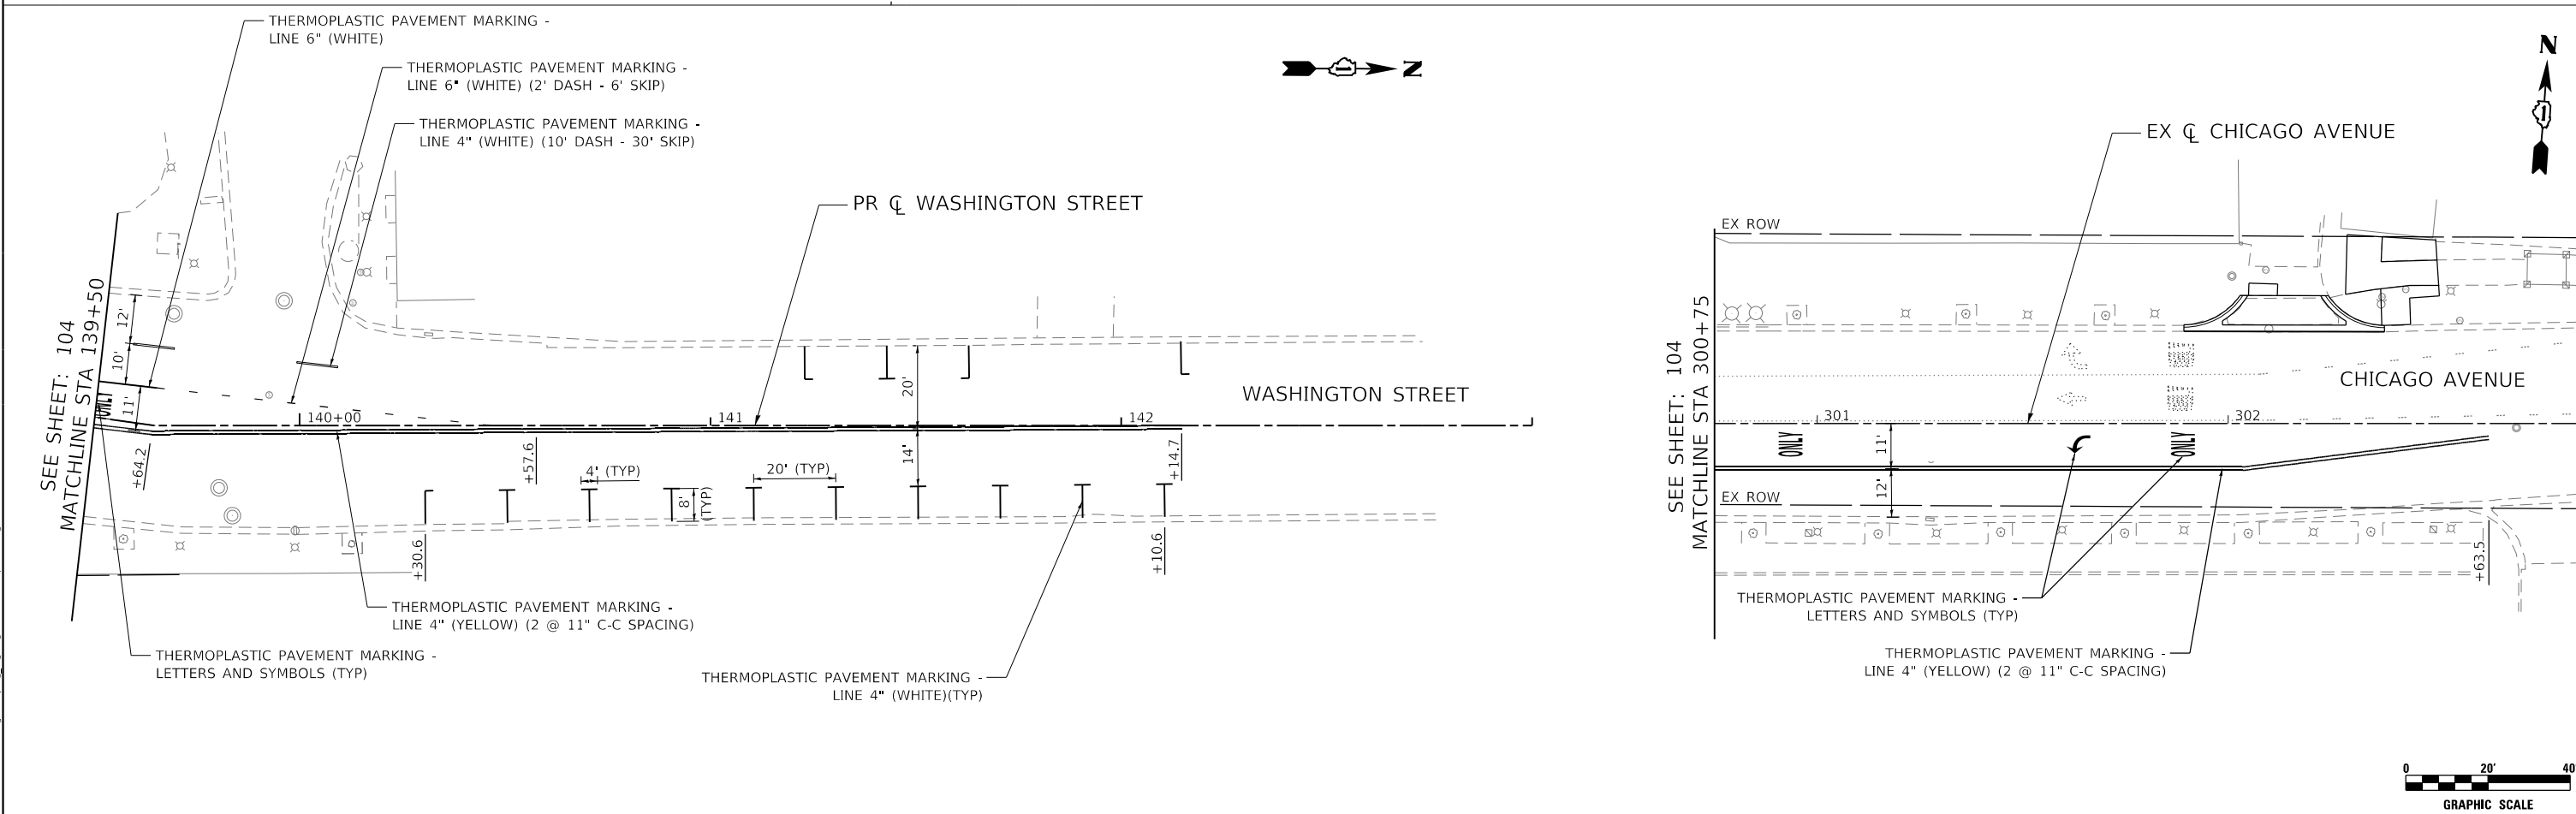 THERMOPLASTIC PAVEMENT MARKING -
LINE 6" (WHITE)
THERMOPLASTIC PAVEMENT MARKING -
LINE 6" (WHITE) (2' DASH - 6' SKIP)
THERMOPLASTIC PAVEMENT MARKING -
LINE 4" (WHITE) (10' DASH - 30' SKIP)
N
PR ℄ WASHINGTON STREET
SEE SHEET: 104
MATCHLINE STA 139+50
12'
10'
11'
ONLY
140+00
141
142
20'
14'
WASHINGTON STREET
+64.2
+57.6
+14.7
4' (TYP)
20' (TYP)
8'
(TYP)
+30.6
+10.6
THERMOPLASTIC PAVEMENT MARKING -
LINE 4" (YELLOW) (2 @ 11" C-C SPACING)
THERMOPLASTIC PAVEMENT MARKING -
LETTERS AND SYMBOLS (TYP)
THERMOPLASTIC PAVEMENT MARKING -
LINE 4" (WHITE)(TYP)
N
EX ℄ CHICAGO AVENUE
EX ROW
SEE SHEET: 104
MATCHLINE STA 300+75
CHICAGO AVENUE
301
302
ONLY
ONLY
11'
12'
EX ROW
+63.5
THERMOPLASTIC PAVEMENT MARKING -
LETTERS AND SYMBOLS (TYP)
THERMOPLASTIC PAVEMENT MARKING -
LINE 4" (YELLOW) (2 @ 11" C-C SPACING)
0 20' 40
GRAPHIC SCALE